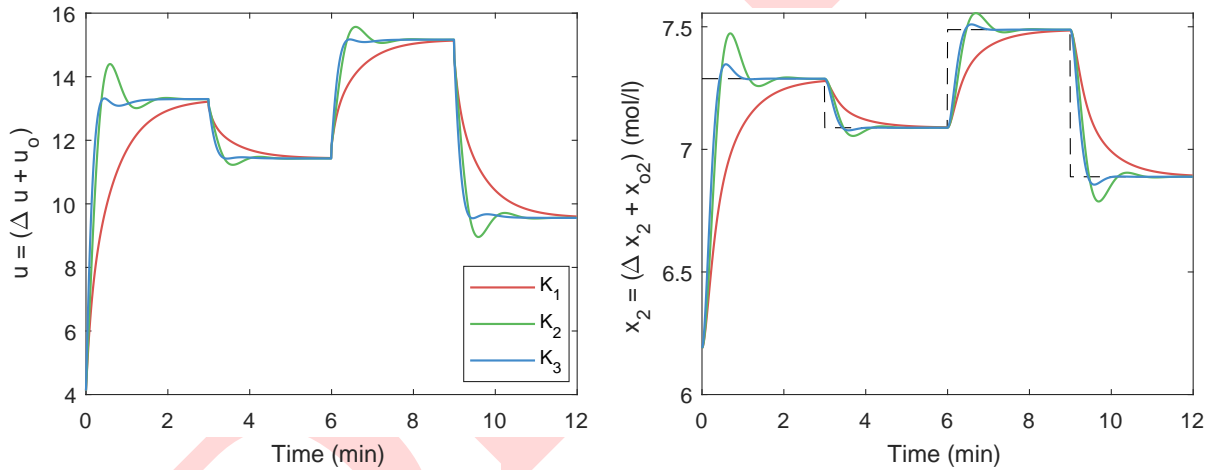 16
14
12
10
8
6
4
u = (Δ u + u_o)
K_1
K_2
K_3
0 2 4 6 8 10 12
Time (min)
7.5
7
6.5
6
x_2 = (Δ x_2 + x_{o2}) (mol/l)
0 2 4 6 8 10 12
Time (min)